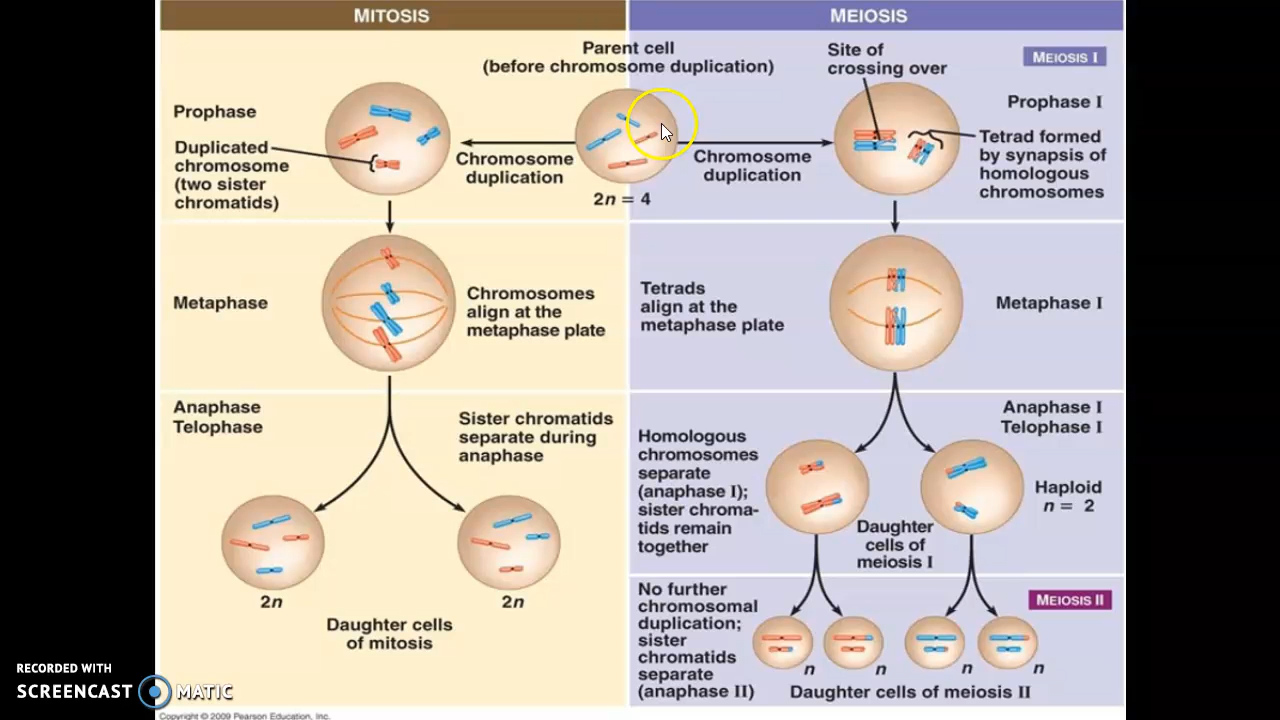 MITOSIS
MEIOSIS
Parent cell
(before chromosome duplication)
Site of
crossing over
MEIOSIS I
Prophase
Duplicated
chromosome
(two sister
chromatids)
Chromosome
duplication
2n = 4
Chromosome
duplication
Prophase I
Tetrad formed
by synapsis of
homologous
chromosomes
Metaphase
Chromosomes
align at the
metaphase plate
Tetrads
align at the
metaphase plate
Metaphase I
Anaphase
Telophase
Sister chromatids
separate during
anaphase
2n
2n
Daughter cells
of mitosis
Homologous
chromosomes
separate
(anaphase I);
sister chroma-
tids remain
together
Anaphase I
Telophase I
Haploid
n = 2
Daughter
cells of
meiosis I
No further
chromosomal
duplication;
sister
chromatids
separate
(anaphase II)
MEIOSIS II
n
n
n
n
Daughter cells of meiosis II
RECORDED WITH
SCREENCAST MATIC
Copyright © 2009 Pearson Education, Inc.